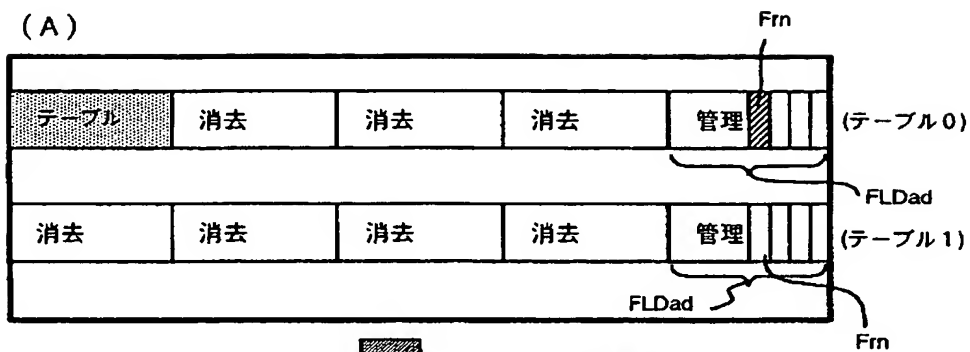 (A)
Frn
テーブル 消去 消去 消去 管理 (テーブル0)
FLDad
消去 消去 消去 消去 管理 (テーブル1)
FLDad
Frn